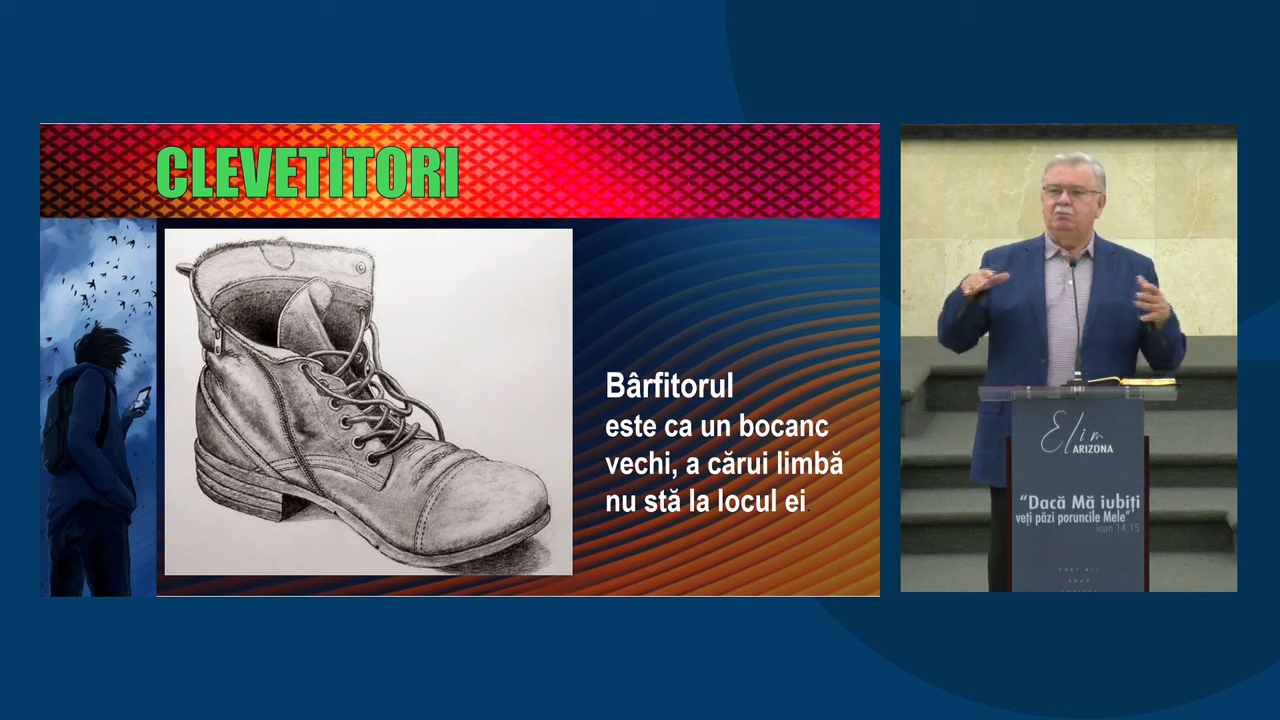 CLEVETITORI
Bârfitorul
este ca un bocanc
vechi, a cărui limbă
nu stă la locul ei
Elim
ARIZONA
“Dacă Mă iubiți
veți păzi poruncile Mele”
Ioan 14:15